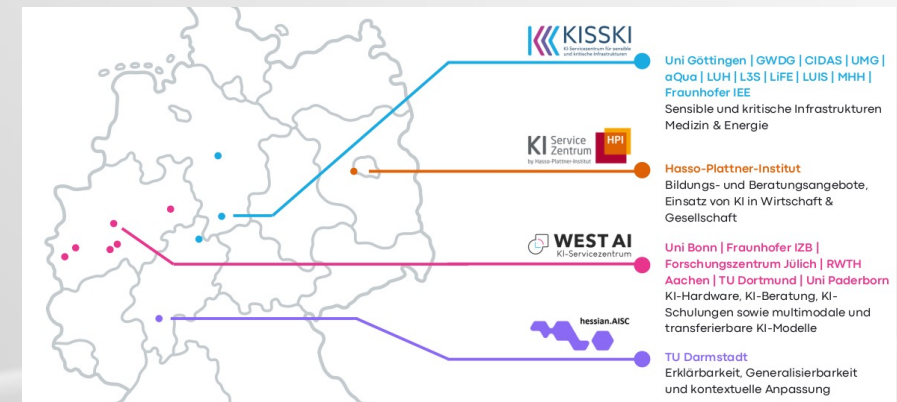 KISSKI
KI-Servicezentrum für sensible
und kritische Infrastrukturen
Uni Göttingen | GWDG | CIDAS | UMG |
aQua | LUH | L3S | LiFE | LUIS | MHH |
Fraunhofer IEE
Sensible und kritische Infrastrukturen
Medizin & Energie
KI Service
Zentrum
by Hasso-Plattner-Institut
HPI
Hasso-Plattner-Institut
Bildungs- und Beratungsangebote,
Einsatz von KI in Wirtschaft &
Gesellschaft
WEST AI
KI-Servicezentrum
Uni Bonn | Fraunhofer IZB |
Forschungszentrum Jülich | RWTH
Aachen | TU Dortmund | Uni Paderborn
KI-Hardware, KI-Beratung, KI-
Schulungen sowie multimodale und
transferierbare KI-Modelle
hessian.AISC
TU Darmstadt
Erklärbarkeit, Generalisierbarkeit
und kontextuelle Anpassung